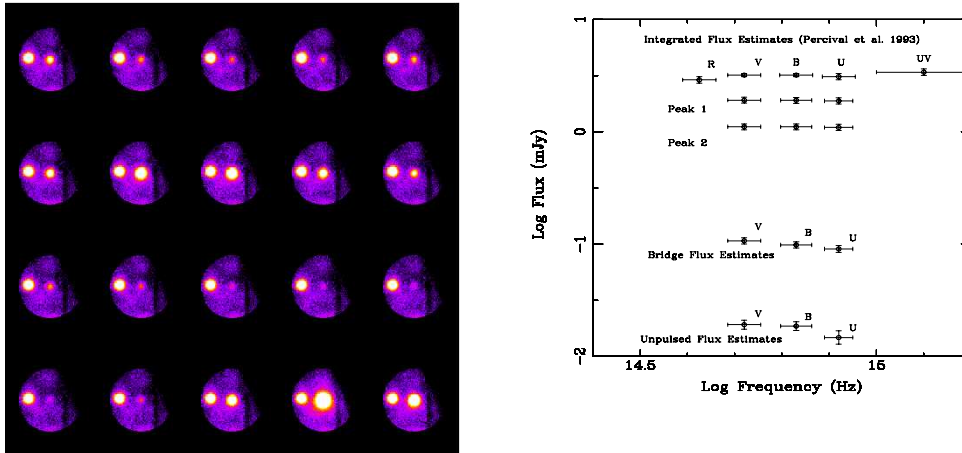 Integrated Flux Estimates (Percival et al. 1993)
R V B U UV
Peak 1
Peak 2
V B U
Bridge Flux Estimates
V B U
Unpulsed Flux Estimates
1
0
−1
−2
Log Flux (mJy)
14.5 15
Log Frequency (Hz)